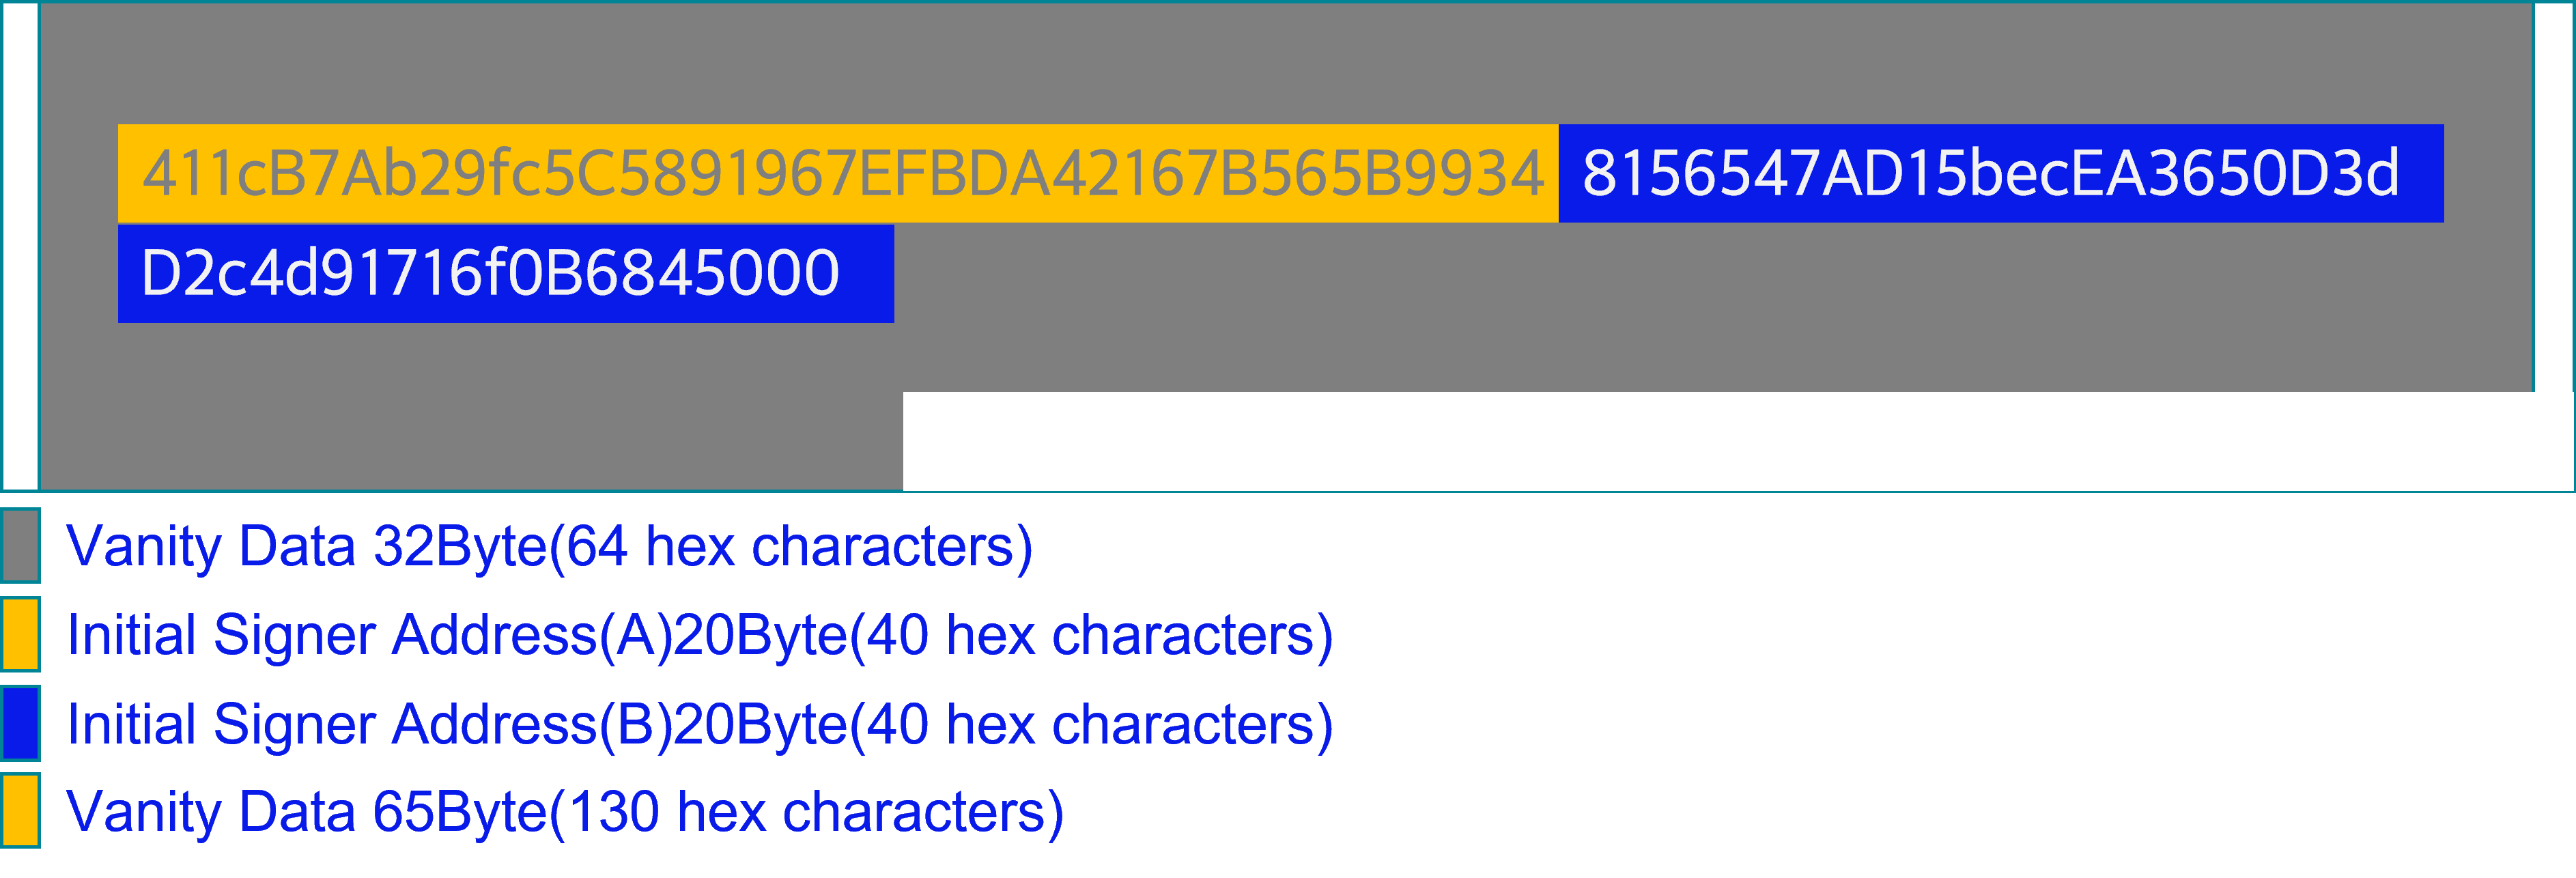 411cB7Ab29fc5C5891967EFBDA42167B565B9934 8156547AD15becEA3650D3d
D2c4d91716f0B6845000
Vanity Data 32Byte(64 hex characters)
Initial Signer Address(A)20Byte(40 hex characters)
Initial Signer Address(B)20Byte(40 hex characters)
Vanity Data 65Byte(130 hex characters)